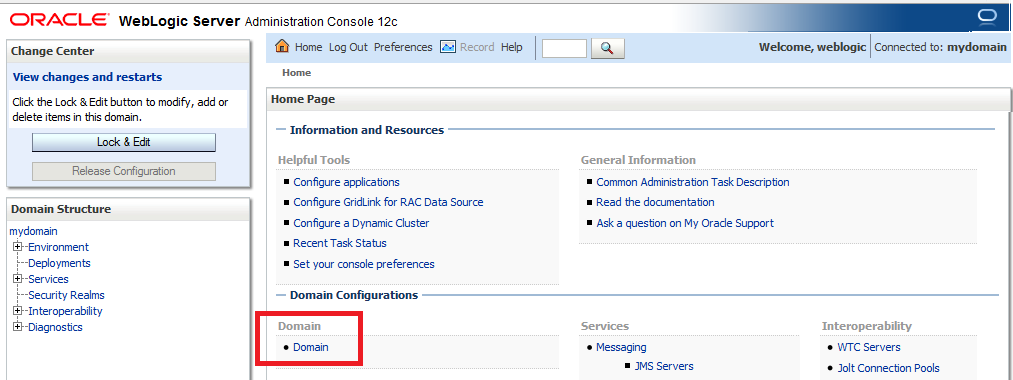 ORACLE WebLogic Server Administration Console 12c
Change Center
View changes and restarts
Click the Lock & Edit button to modify, add or
delete items in this domain.
Lock & Edit
Release Configuration
Domain Structure
mydomain
Environment
Deployments
Services
Security Realms
Interoperability
Diagnostics
Home Log Out Preferences Record Help
Welcome, weblogic Connected to: mydomain
Home
Home Page
Information and Resources
Helpful Tools
Configure applications
Configure GridLink for RAC Data Source
Configure a Dynamic Cluster
Recent Task Status
Set your console preferences
General Information
Common Administration Task Description
Read the documentation
Ask a question on My Oracle Support
Domain Configurations
Domain
Domain
Services
Messaging
JMS Servers
Interoperability
WTC Servers
Jolt Connection Pools